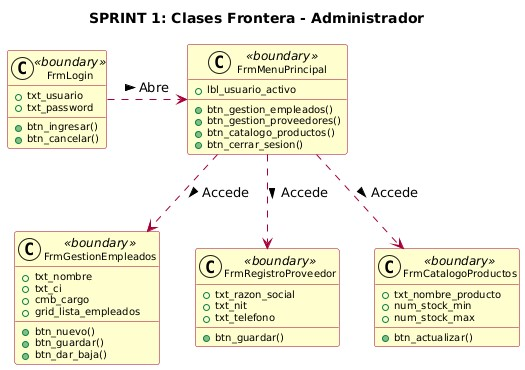 SPRINT 1: Clases Frontera - Administrador
C «boundary»
FrmLogin
txt_usuario
txt_password
btn_ingresar()
btn_cancelar()
Abre
C «boundary»
FrmMenuPrincipal
lbl_usuario_activo
btn_gestion_empleados()
btn_gestion_proveedores()
btn_catalogo_productos()
btn_cerrar_sesion()
Accede
Accede
Accede
C «boundary»
FrmGestionEmpleados
txt_nombre
txt_ci
cmb_cargo
grid_lista_empleados
btn_nuevo()
btn_guardar()
btn_dar_baja()
C «boundary»
FrmRegistroProveedor
txt_razon_social
txt_nit
txt_telefono
btn_guardar()
C «boundary»
FrmCatalogoProductos
txt_nombre_producto
num_stock_min
num_stock_max
btn_actualizar()